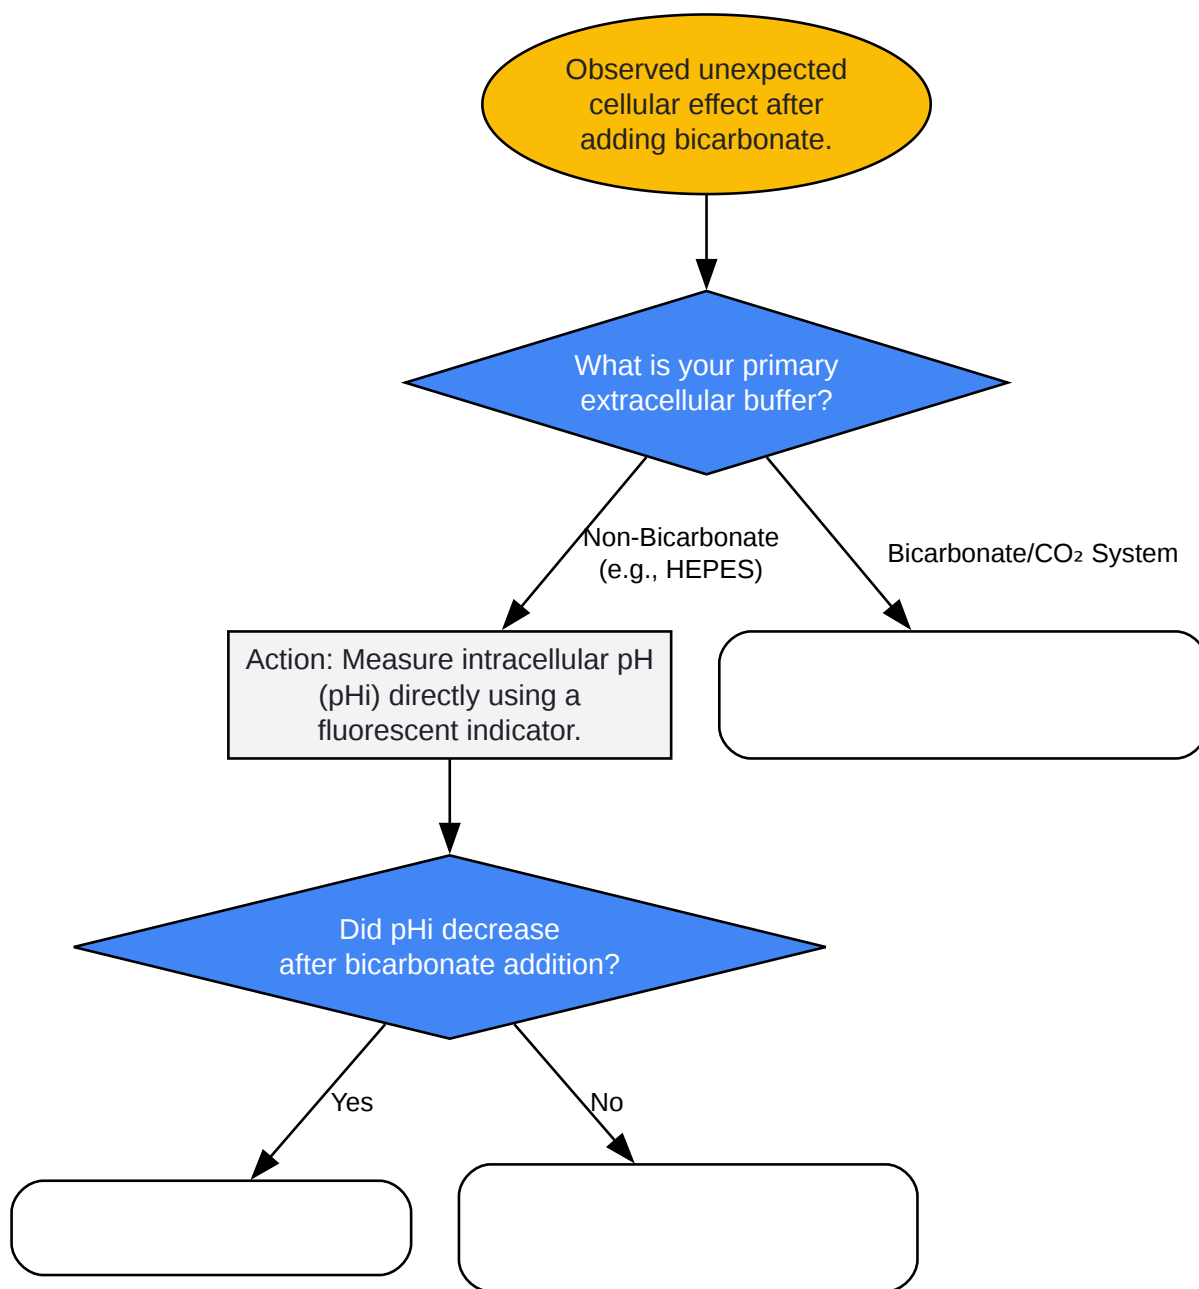 Observed unexpected
cellular effect after
adding bicarbonate.
What is your primary
extracellular buffer?
Non-Bicarbonate
(e.g., HEPES)
Bicarbonate/CO₂ System
Action: Measure intracellular pH
(pHi) directly using a
fluorescent indicator.
Did pHi decrease
after bicarbonate addition?
Yes
No